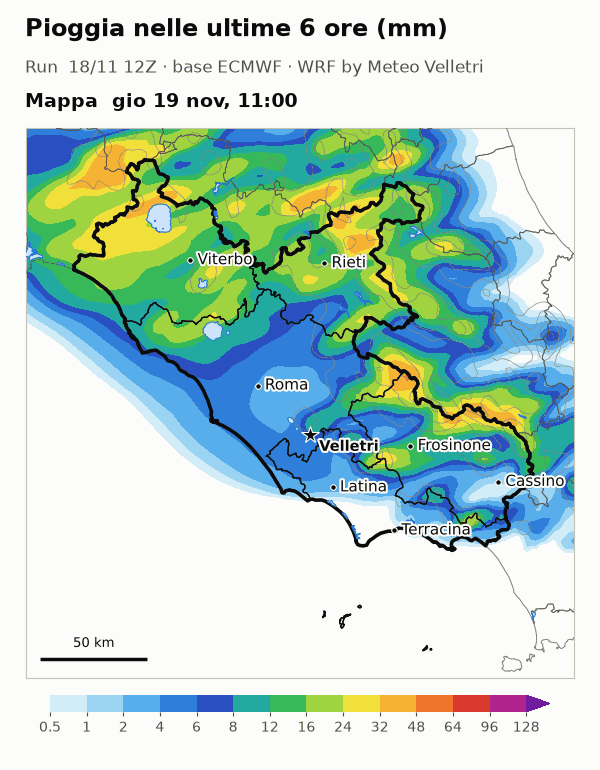 Pioggia nelle ultime 6 ore (mm)
Run 18/11 12Z · base ECMWF · WRF by Meteo Velletri
Mappa gio 19 nov, 11:00
Viterbo
Rieti
Roma
Velletri
Frosinone
Cassino
Latina
Terracina
50 km
0.5 1 2 4 6 8 12 16 24 32 48 64 96 128